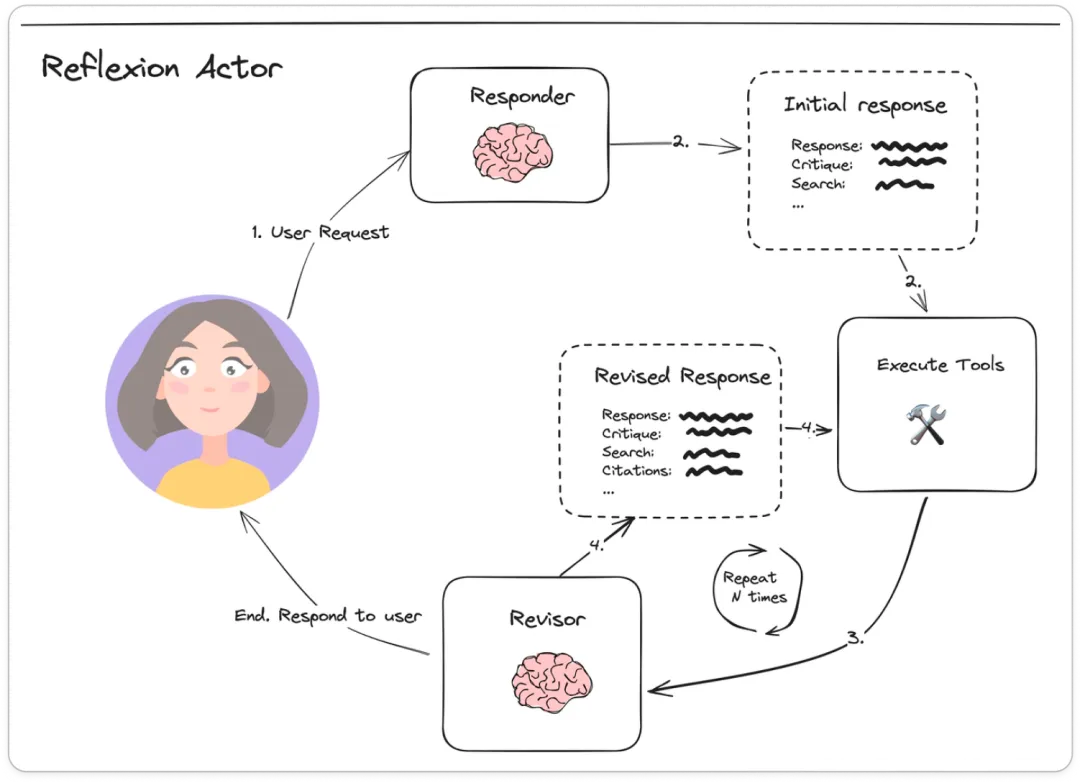 Reflexion Actor
Responder
Initial response
Response:
Critique:
Search:
...
2.
1. User Request
2.
Execute Tools
Revised Response
Response:
Critique:
Search:
Citations:
...
4.
4.
Repeat
N times
3.
End. Respond to user
Revisor